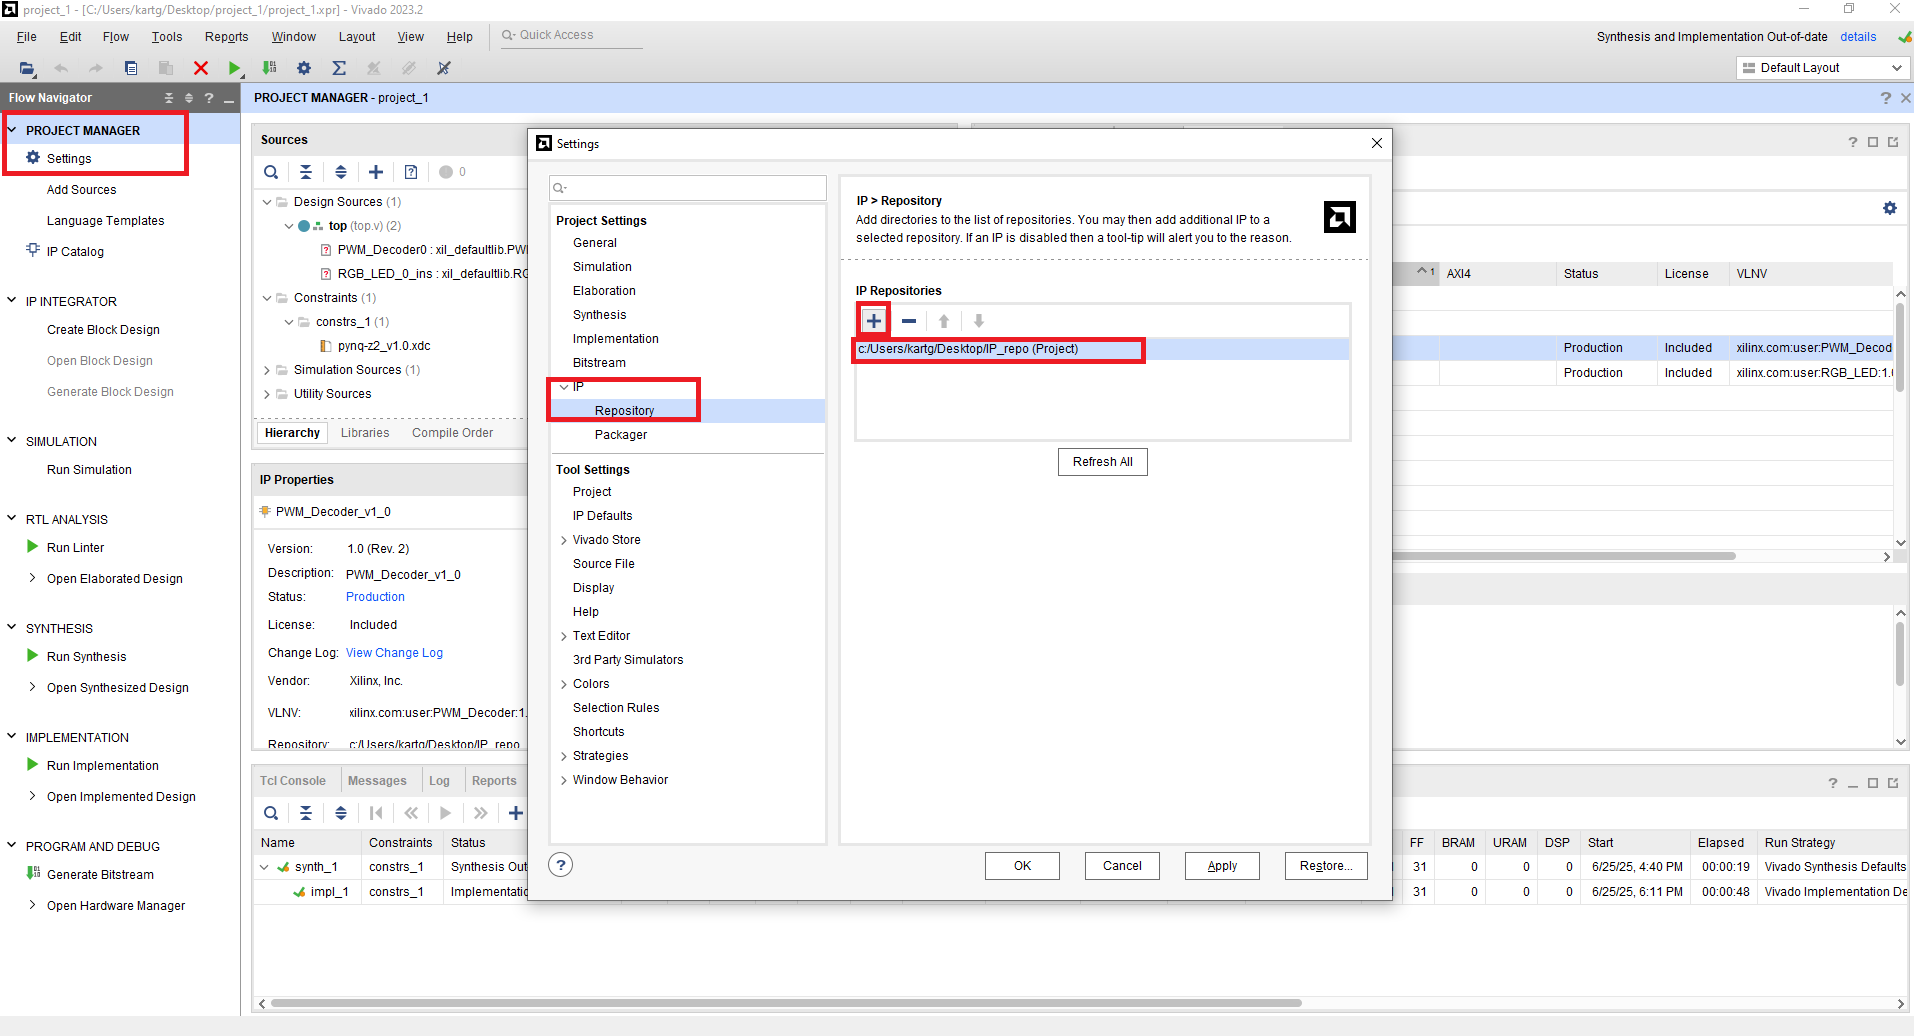 project_1 - [C:/Users/kartg/Desktop/project_1/project_1.xpr] - Vivado 2023.2
File Edit Flow Tools Reports Window Layout View Help Quick Access
Synthesis and Implementation Out-of-date details
Default Layout
Flow Navigator
PROJECT MANAGER
Settings
Add Sources
Language Templates
IP Catalog
IP INTEGRATOR
Create Block Design
Open Block Design
Generate Block Design
SIMULATION
Run Simulation
RTL ANALYSIS
Run Linter
Open Elaborated Design
SYNTHESIS
Run Synthesis
Open Synthesized Design
IMPLEMENTATION
Run Implementation
Open Implemented Design
PROGRAM AND DEBUG
Generate Bitstream
Open Hardware Manager
PROJECT MANAGER - project_1
Sources
0
Design Sources (1)
top (top.v) (2)
PWM_Decoder0 : xil_defaultlib.PW
RGB_LED_0_ins : xil_defaultlib.RG
Constraints (1)
constrs_1 (1)
pynq-z2_v1.0.xdc
Simulation Sources (1)
Utility Sources
Hierarchy Libraries Compile Order
IP Properties
PWM_Decoder_v1_0
Version: 1.0 (Rev. 2)
Description: PWM_Decoder_v1_0
Status: Production
License: Included
Change Log: View Change Log
Vendor: Xilinx, Inc.
VLNV: xilinx.com:user:PWM_Decoder:1.
Repository: c:/Users/kartg/Desktop/IP_repo
Settings
Project Settings
General
Simulation
Elaboration
Synthesis
Implementation
Bitstream
IP
Repository
Packager
Tool Settings
Project
IP Defaults
Vivado Store
Source File
Display
Help
Text Editor
3rd Party Simulators
Colors
Selection Rules
Shortcuts
Strategies
Window Behavior
IP > Repository
Add directories to the list of repositories. You may then add additional IP to a
selected repository. If an IP is disabled then a tool-tip will alert you to the reason.
IP Repositories
c:/Users/kartg/Desktop/IP_repo (Project)
Refresh All
OK Cancel Apply Restore...
1 AXI4 Status License VLNV
Production Included xilinx.com:user:PWM_Decod
Production Included xilinx.com:user:RGB_LED:1.0
Tcl Console Messages Log Reports
Name Constraints Status FF BRAM URAM DSP Start Elapsed Run Strategy
synth_1 constrs_1 Synthesis Out 31 0 0 0 6/25/25, 4:40 PM 00:00:19 Vivado Synthesis Defaults
impl_1 constrs_1 Implementatio 31 0 0 0 6/25/25, 6:11 PM 00:00:48 Vivado Implementation De